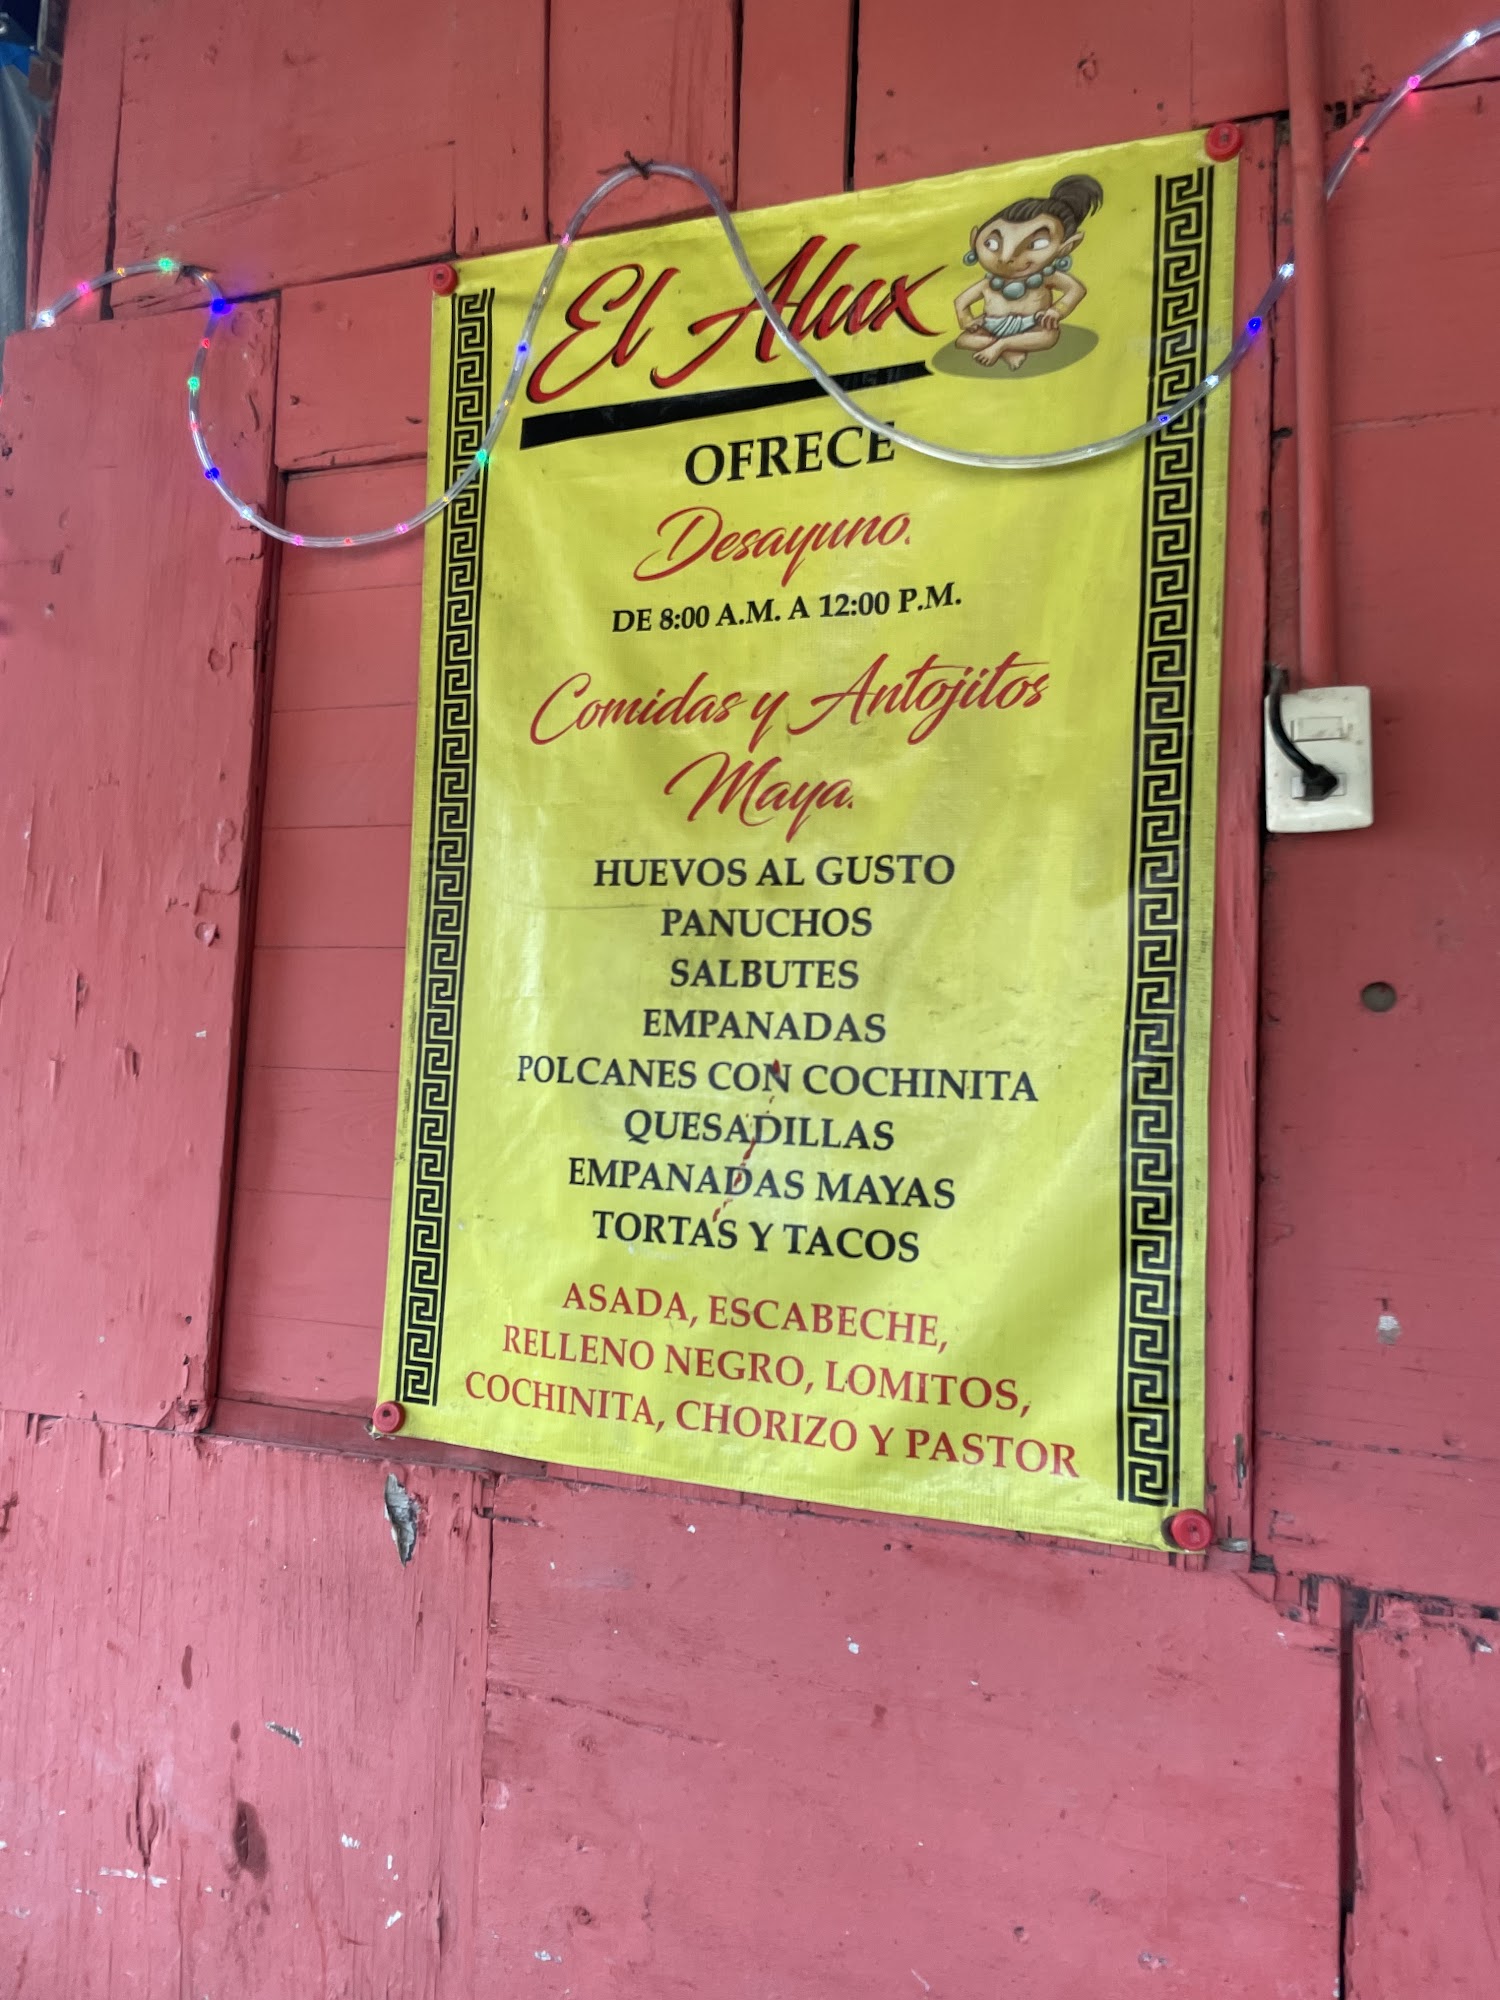 El Alux
OFRECE
Desayuno.
DE 8:00 A.M. A 12:00 P.M.
Comidas y Antojitos
Maya.
HUEVOS AL GUSTO
PANUCHOS
SALBUTES
EMPANADAS
POLCANES CON COCHINITA
QUESADILLAS
EMPANADAS MAYAS
TORTAS Y TACOS
ASADA, ESCABECHE,
RELLENO NEGRO, LOMITOS,
COCHINITA, CHORIZO Y PASTOR